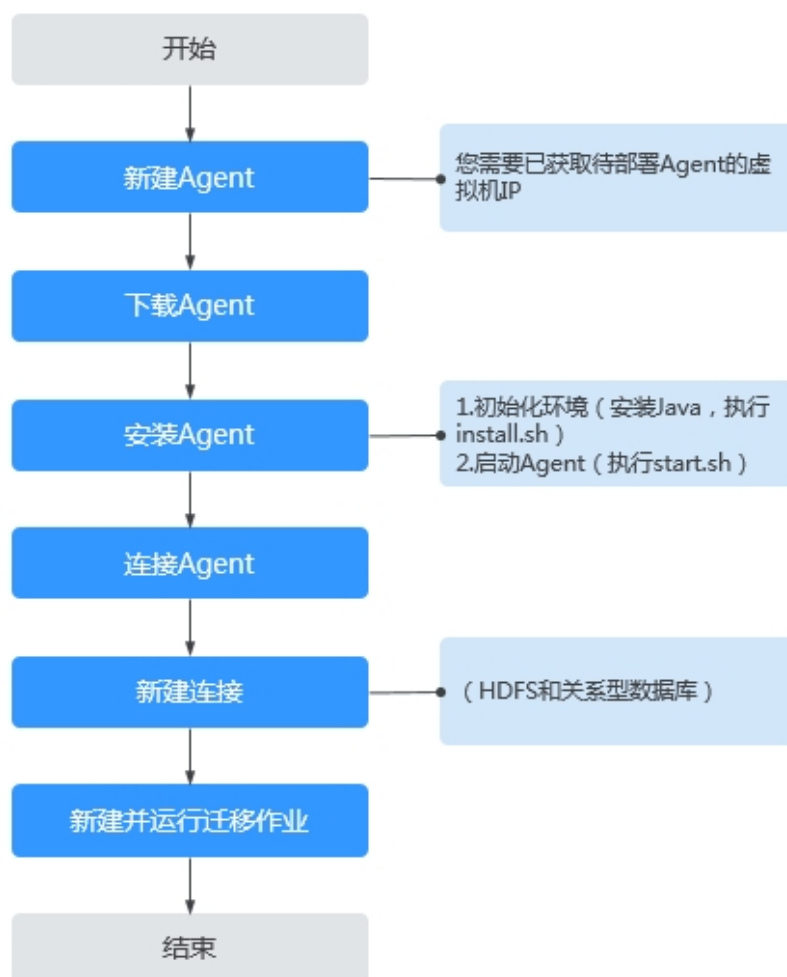 开始
新建Agent
您需要已获取待部署Agent的虚
拟机IP
下载Agent
安装Agent
1.初始化环境（安装Java，执行
install.sh）
2.启动Agent（执行start.sh）
连接Agent
新建连接
（HDFS和关系型数据库）
新建并运行迁移作业
结束